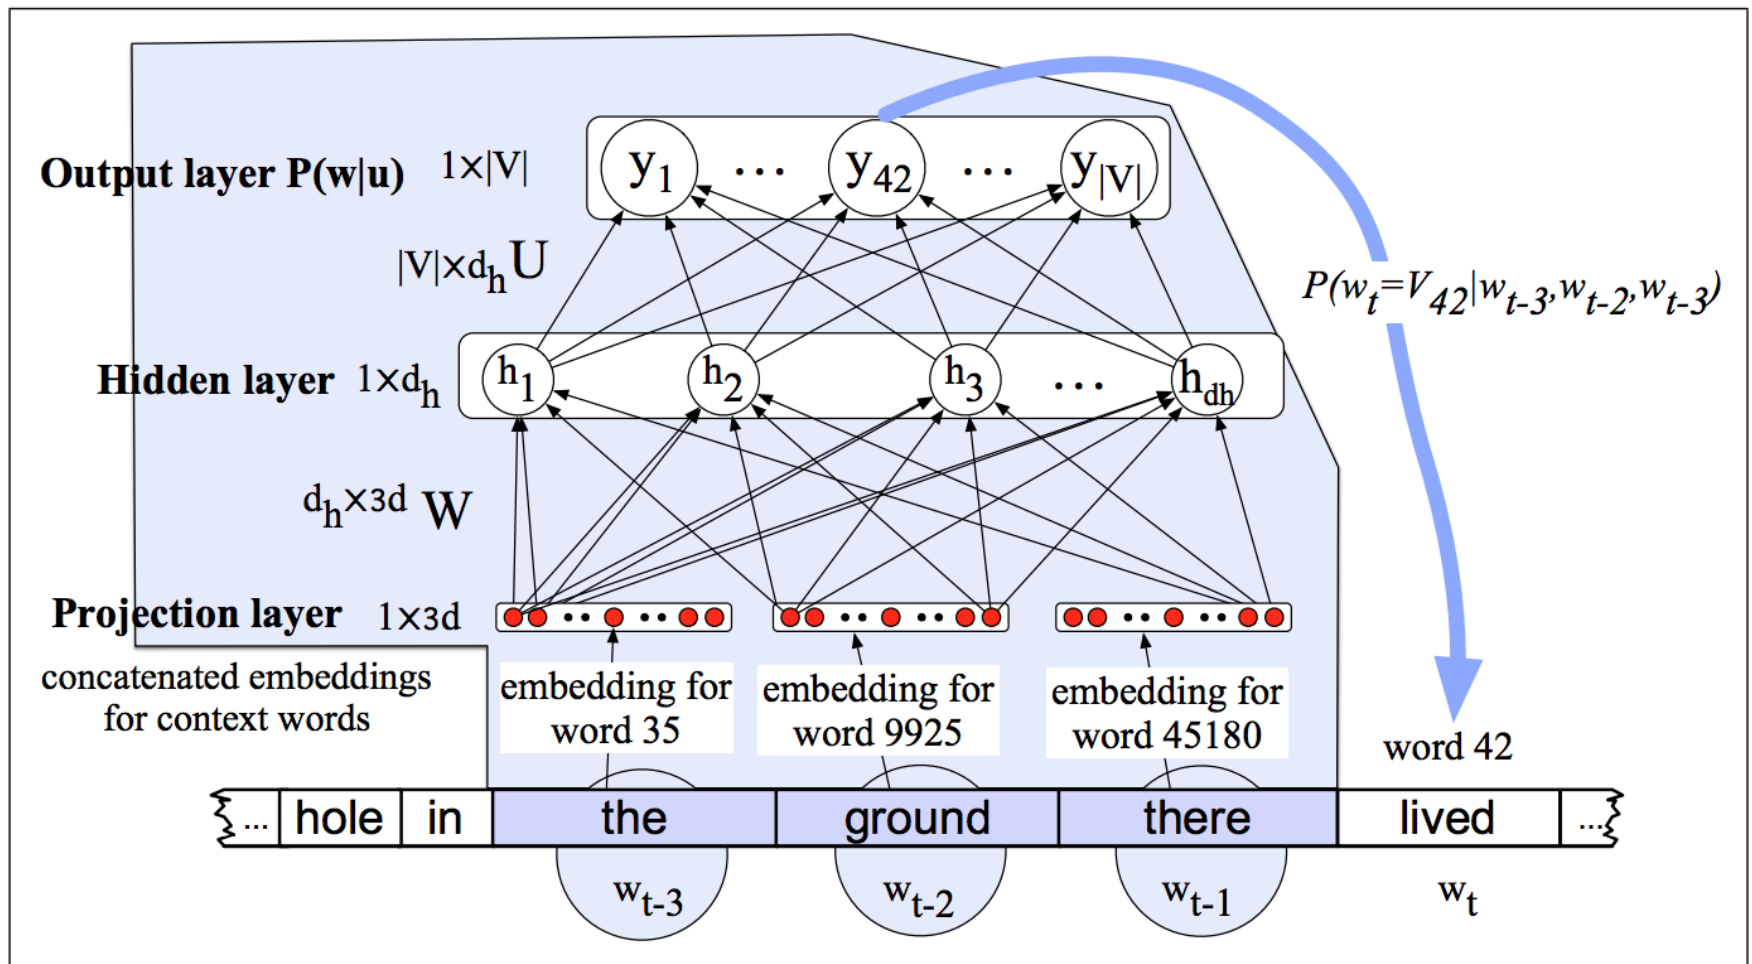 Output layer P(w|u) 1×|V|
y1 ... y42 ... y|V|
|V|×dh U
P(wt=V42|wt-3,wt-2,wt-3)
Hidden layer 1×dh
h1 h2 h3 ... hdh
dh×3d W
Projection layer 1×3d
concatenated embeddings
for context words
embedding for
word 35
embedding for
word 9925
embedding for
word 45180
word 42
... hole in the ground there lived ...
wt-3 wt-2 wt-1 wt